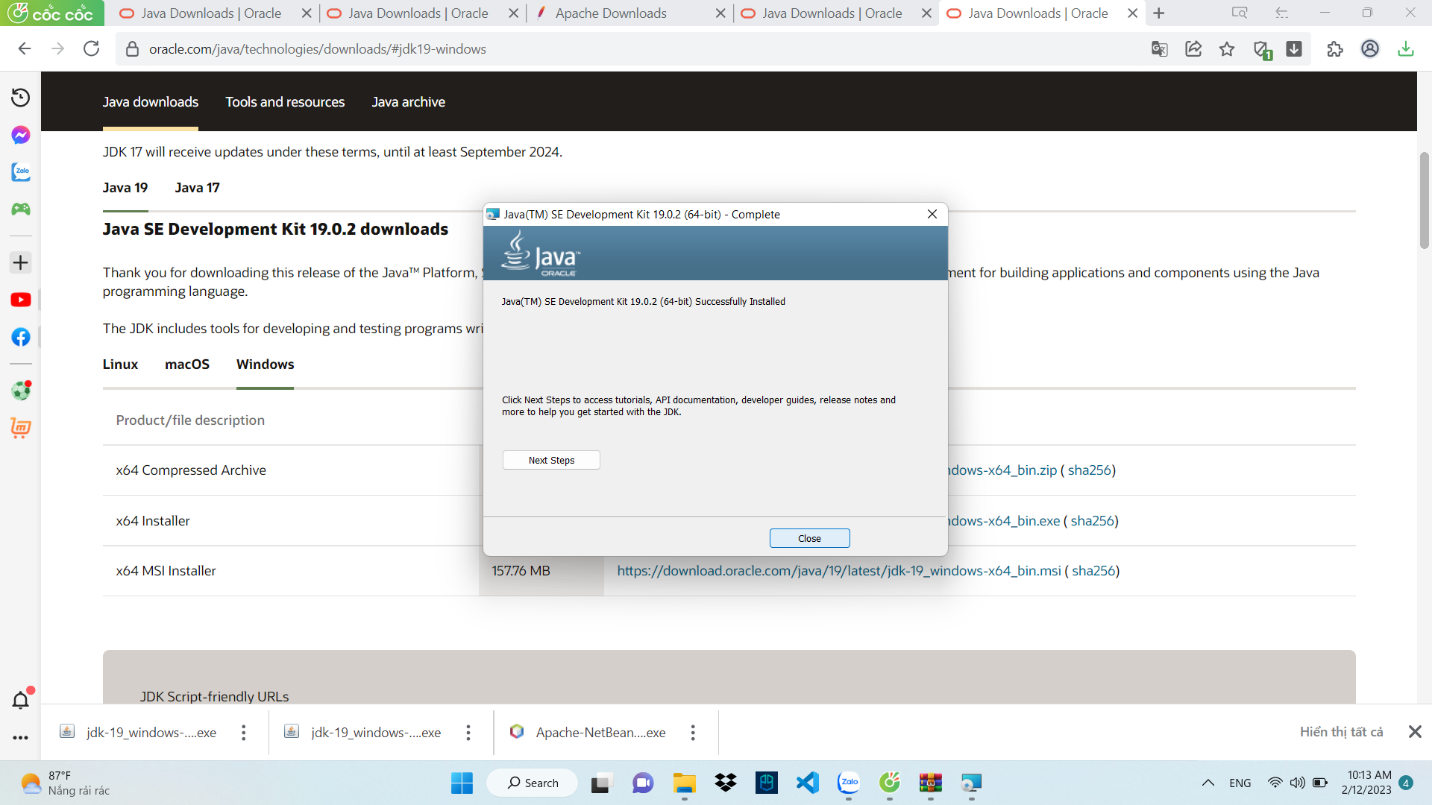 cốc cốc
Java Downloads | Oracle
Java Downloads | Oracle
Apache Downloads
Java Downloads | Oracle
Java Downloads | Oracle
oracle.com/java/technologies/downloads/#jdk19-windows
1
Java downloads
Tools and resources
Java archive
JDK 17 will receive updates under these terms, until at least September 2024.
Java 19
Java 17
Java SE Development Kit 19.0.2 downloads
Thank you for downloading this release of the Java™ Platform,
ment for building applications and components using the Java
programming language.
The JDK includes tools for developing and testing programs wri
Linux
macOS
Windows
Product/file description
x64 Compressed Archive
ndows-x64_bin.zip ( sha256)
x64 Installer
ndows-x64_bin.exe ( sha256)
x64 MSI Installer
157.76 MB
https://download.oracle.com/java/19/latest/jdk-19_windows-x64_bin.msi ( sha256)
JDK Script-friendly URLs
Java(TM) SE Development Kit 19.0.2 (64-bit) - Complete
Java™
ORACLE
Java(TM) SE Development Kit 19.0.2 (64-bit) Successfully Installed
Click Next Steps to access tutorials, API documentation, developer guides, release notes and
more to help you get started with the JDK.
Next Steps
Close
Zalo
jdk-19_windows-....exe
jdk-19_windows-....exe
Apache-NetBean....exe
Hiển thị tất cả
87°F
Nắng rải rác
Search
Zalo
ENG
10:13 AM
2/12/2023
4